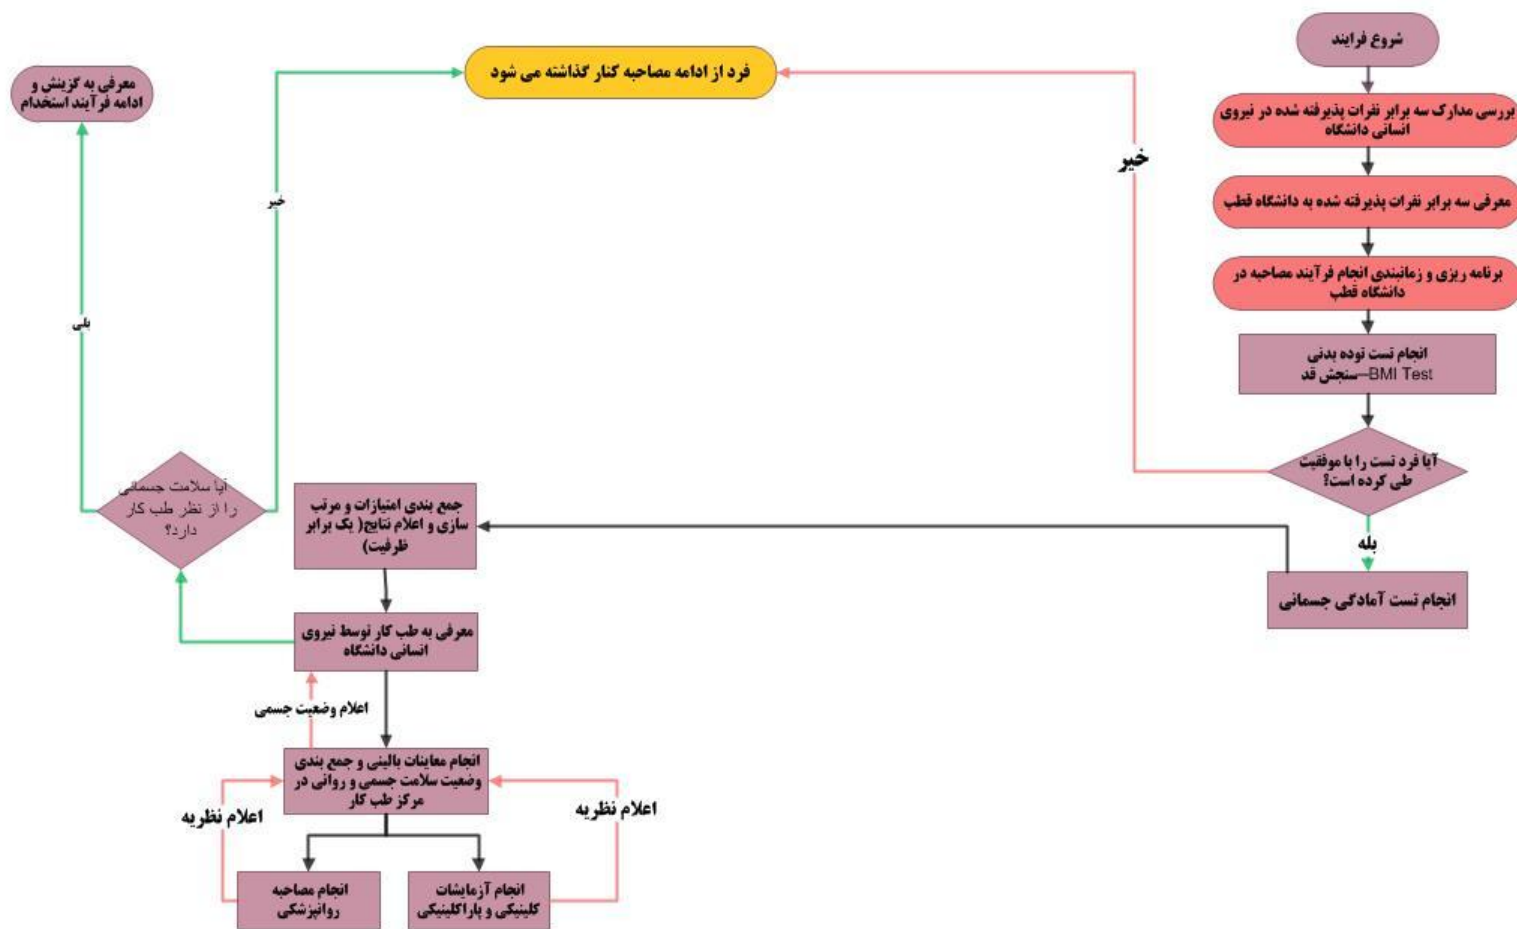 شروع فرایند
بررسی مدارک سه برابر نفرات پذیرفته شده در نیروی
انسانی دانشگاه
معرفی سه برابر نفرات پذیرفته شده به دانشگاه قطب
برنامه ریزی و زمانبندی انجام فرآیند مصاحبه در
دانشگاه قطب
انجام تست توده بدنی
BMI Test—سنجش قد
آیا فرد تست را با موفقیت
طی کرده است؟
خیر
بله
فرد از ادامه مصاحبه کنار گذاشته می شود
انجام تست آمادگی جسمانی
جمع بندی امتیازات و مرتب
سازی و اعلام نتایج( یک برابر
ظرفیت)
معرفی به طب کار توسط نیروی
انسانی دانشگاه
اعلام وضعیت جسمی
انجام معاینات بالینی و جمع بندی
وضعیت سلامت جسمی و روانی در
مرکز طب کار
اعلام نظریه
اعلام نظریه
انجام آزمایشات
کلینیکی و پاراکلینیکی
انجام مصاحبه
روانپزشکی
آیا سلامت جسمانی
را از نظر طب کار
دارد؟
خیر
بلی
معرفی به گزینش و
ادامه فرآیند استخدام